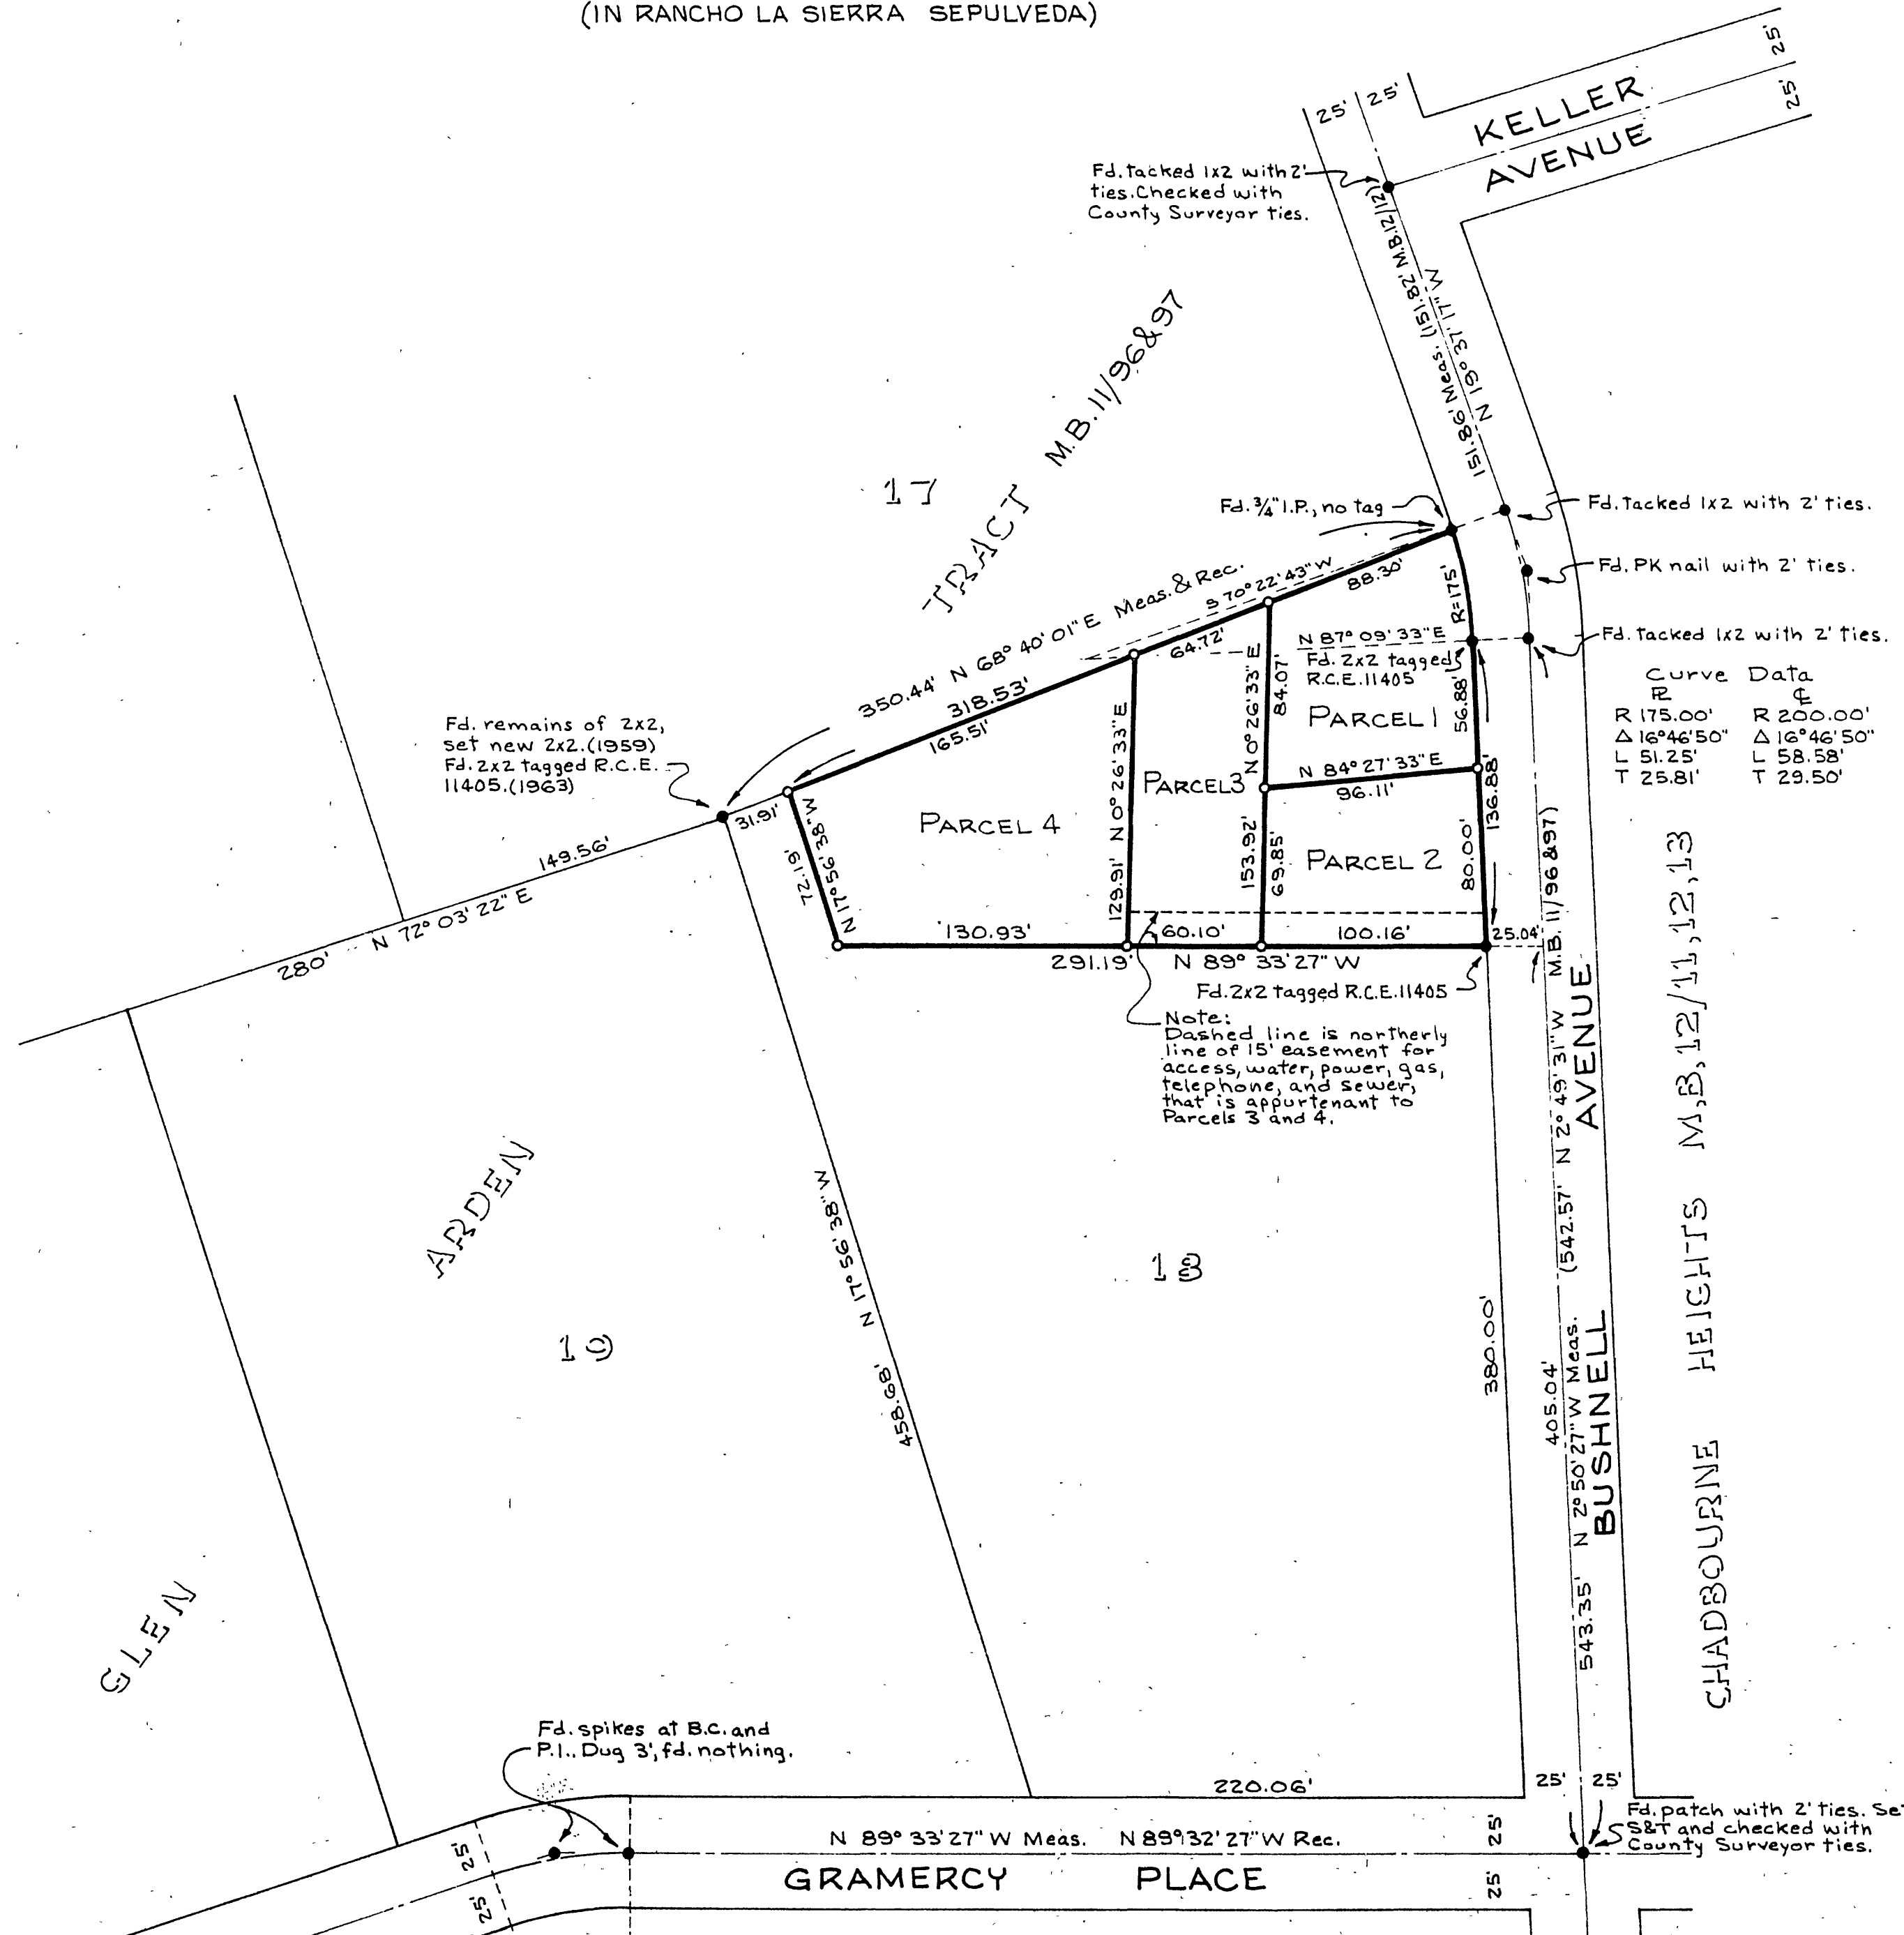 (IN RANCHO LA SIERRA SEPULVEDA)
25'
25'
25'
25'
KELLER
AVENUE
Fd. tacked 1x2 with 2'
ties. Checked with
County Surveyor ties.
151.86' Meas. (151.82' M.B.12/12)
N 19° 37' 17" W
TRACT M.B. 11/96&97
17
Fd. 3/4" I.P., no tag
Fd. tacked 1x2 with 2' ties.
Fd. PK nail with 2' ties.
Fd. tacked 1x2 with 2' ties.
Curve Data
PL CL
R 175.00' R 200.00'
Δ 16°46'50" Δ 16°46'50"
L 51.25' L 58.58'
T 25.81' T 29.50'
350.44' N 68° 40' 01" E Meas. & Rec.
318.53'
165.51'
S 70° 22' 43" W
64.72'
88.30'
R=175'
N 87° 09' 33" E
Fd. 2x2 tagged
R.C.E. 11405
56.88'
PARCEL 1
N 0° 26' 33" E
84.07'
N 84° 27' 33" E
96.11'
136.88'
80.00'
PARCEL 2
153.92'
69.85'
PARCEL 3
129.91' N 0° 26' 33" E
PARCEL 4
Fd. remains of 2x2,
set new 2x2. (1959)
Fd. 2x2 tagged R.C.E.
11405. (1963)
31.91'
72.19'
N 17° 56' 38" W
149.56'
280' N 72° 03' 22" E
130.93'
60.10'
100.16'
25.04'
291.19' N 89° 33' 27" W
Fd. 2x2 tagged R.C.E. 11405
Note:
Dashed line is northerly
line of 15' easement for
access, water, power, gas,
telephone, and sewer,
that is appurtenant to
Parcels 3 and 4.
ARDEN
18
19
N 17° 56' 38" W
458.68'
380.00'
405.04'
(542.57' N 2° 49' 31" W M.B. 11/96 &97)
543.35' N 2° 50' 27" W Meas.
BUSHNELL AVENUE
CHADBOURNE HEIGHTS M.B. 12/11,12,13
GLEN
Fd. spikes at B.C. and
P.I.. Dug 3', fd. nothing.
220.06'
25'
25'
Fd. patch with 2' ties. Se
S&T and checked with
County Surveyor ties.
N 89° 33' 27" W Meas. N 89° 32' 27" W Rec.
GRAMERCY PLACE
25'
25'
25'
25'